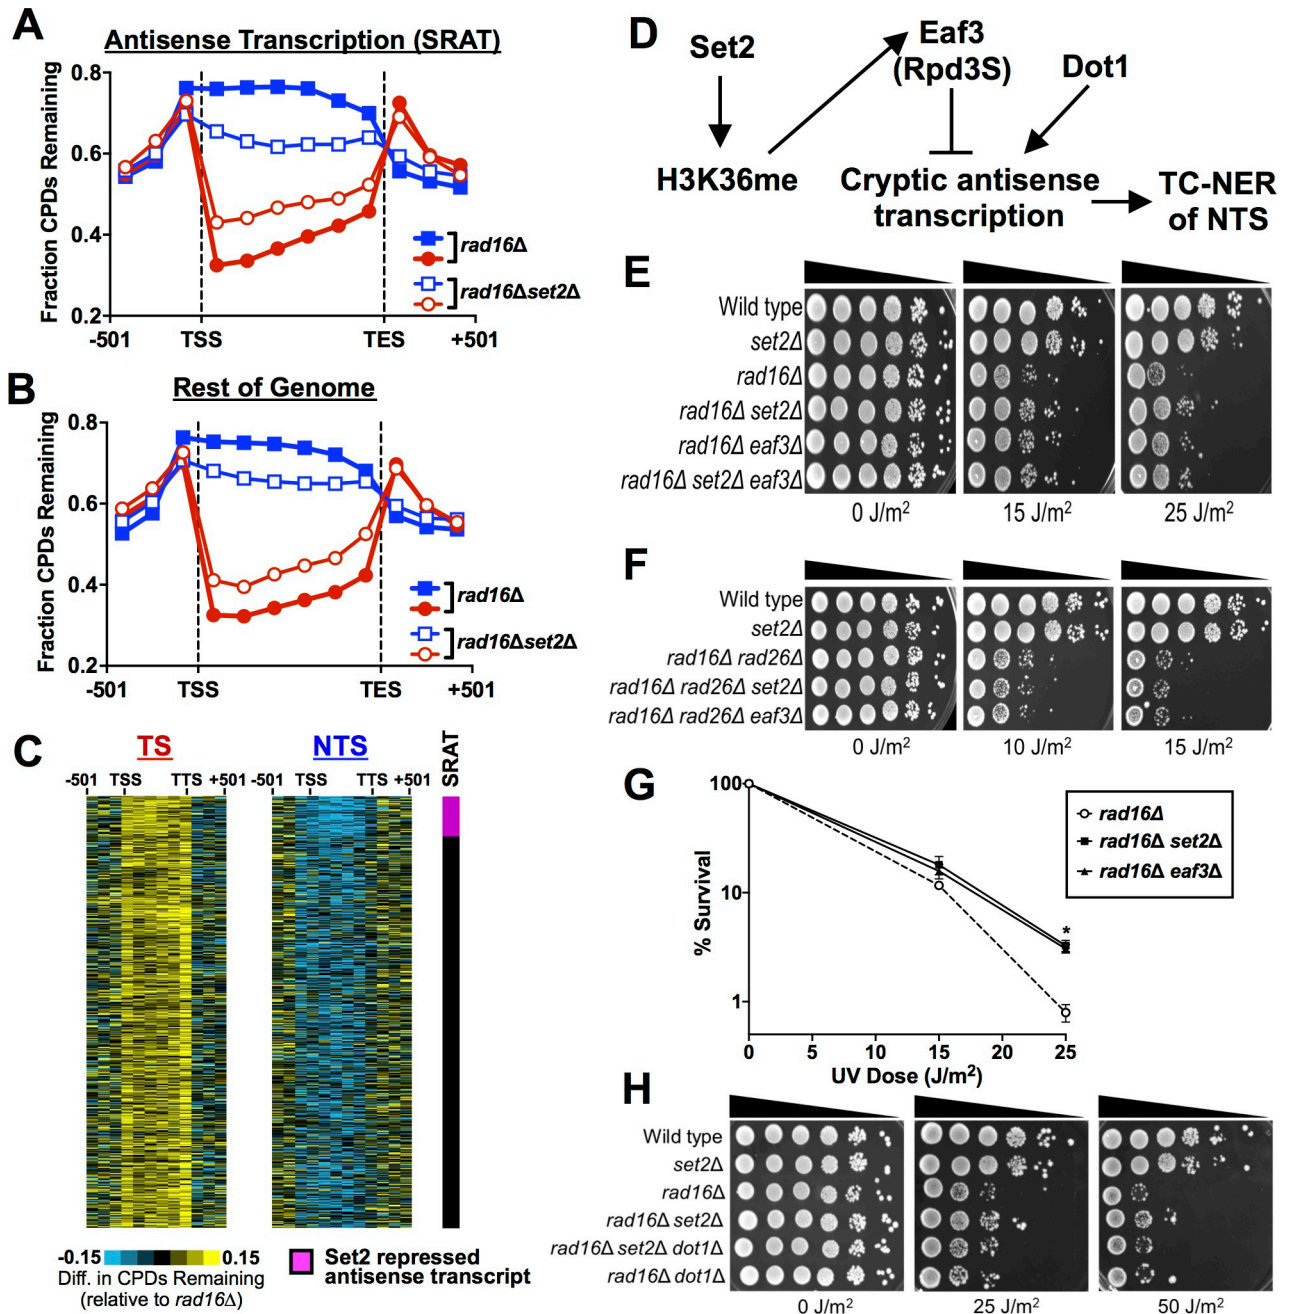 A
Antisense Transcription (SRAT)
Fraction CPDs Remaining
0.8
0.6
0.4
0.2
-501
TSS
TES
+501
rad16Δ
rad16Δset2Δ
B
Rest of Genome
Fraction CPDs Remaining
0.8
0.6
0.4
0.2
-501
TSS
TES
+501
rad16Δ
rad16Δset2Δ
C
TS
NTS
SRAT
-501 TSS TTS +501
-501 TSS TTS +501
-0.15 0.15
Diff. in CPDs Remaining
(relative to rad16Δ)
Set2 repressed
antisense transcript
D
Set2
Eaf3
(Rpd3S)
Dot1
H3K36me
Cryptic antisense
transcription
TC-NER
of NTS
E
Wild type
set2Δ
rad16Δ
rad16Δ set2Δ
rad16Δ eaf3Δ
rad16Δ set2Δ eaf3Δ
0 J/m²
15 J/m²
25 J/m²
F
Wild type
set2Δ
rad16Δ rad26Δ
rad16Δ rad26Δ set2Δ
rad16Δ rad26Δ eaf3Δ
0 J/m²
10 J/m²
15 J/m²
G
% Survival
100
10
1
0
5
10
15
20
25
UV Dose (J/m²)
*
rad16Δ
rad16Δ set2Δ
rad16Δ eaf3Δ
H
Wild type
set2Δ
rad16Δ
rad16Δ set2Δ
rad16Δ set2Δ dot1Δ
rad16Δ dot1Δ
0 J/m²
25 J/m²
50 J/m²